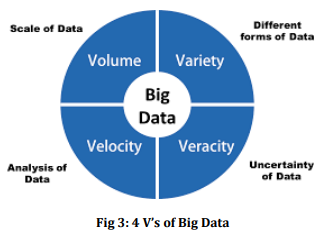 Scale of Data
Different
forms of Data
Volume
Variety
Big
Data
Velocity
Veracity
Analysis of
Data
Uncertainty
of Data
Fig 3: 4 V's of Big Data